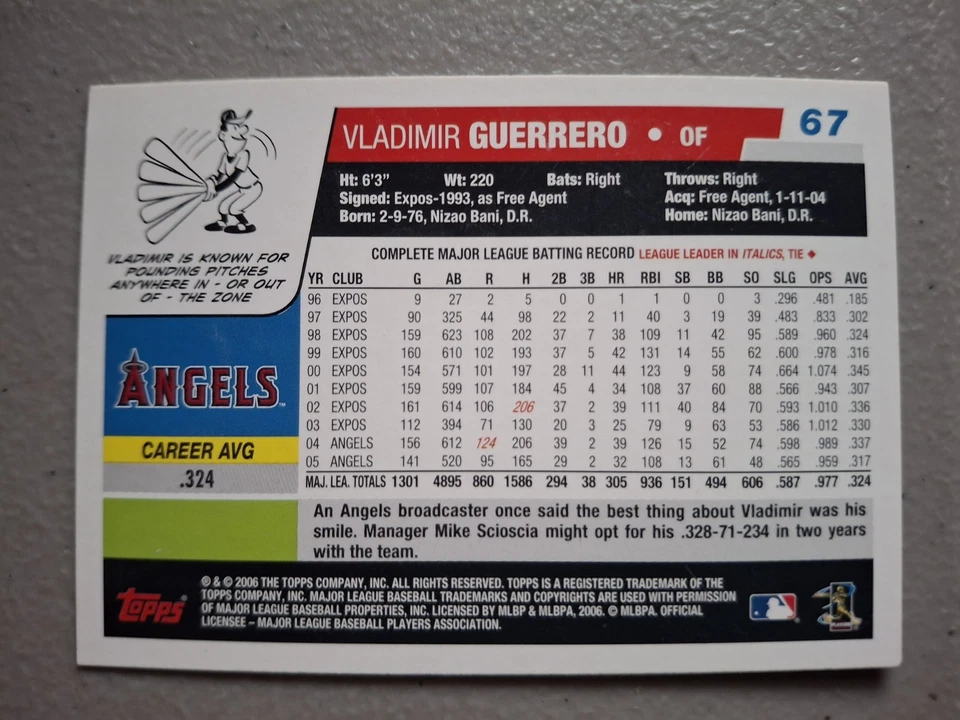 VLADIMIR GUERRERO • OF
67
Ht: 6'3" Wt: 220 Bats: Right Throws: Right
Signed: Expos-1993, as Free Agent Acq: Free Agent, 1-11-04
Born: 2-9-76, Nizao Bani, D.R. Home: Nizao Bani, D.R.
VLADIMIR IS KNOWN FOR
POUNDING PITCHES
ANYWHERE IN - OR OUT
OF - THE ZONE
COMPLETE MAJOR LEAGUE BATTING RECORD LEAGUE LEADER IN ITALICS, TIE ♦
YR CLUB G AB R H 2B 3B HR RBI SB BB SO SLG OPS AVG
96 EXPOS 9 27 2 5 0 0 1 1 0 0 3 .296 .481 .185
97 EXPOS 90 325 44 98 22 2 11 40 3 19 39 .483 .833 .302
98 EXPOS 159 623 108 202 37 7 38 109 11 42 95 .589 .960 .324
99 EXPOS 160 610 102 193 37 5 42 131 14 55 62 .600 .978 .316
00 EXPOS 154 571 101 197 28 11 44 123 9 58 74 .664 1.074 .345
01 EXPOS 159 599 107 184 45 4 34 108 37 60 88 .566 .943 .307
02 EXPOS 161 614 106 206 37 2 39 111 40 84 70 .593 1.010 .336
03 EXPOS 112 394 71 130 20 3 25 79 9 63 53 .586 1.012 .330
04 ANGELS 156 612 124 206 39 2 39 126 15 52 74 .598 .989 .337
05 ANGELS 141 520 95 165 29 2 32 108 13 61 48 .565 .959 .317
MAJ. LEA. TOTALS 1301 4895 860 1586 294 38 305 936 151 494 606 .587 .977 .324
ANGELS
CAREER AVG
.324
An Angels broadcaster once said the best thing about Vladimir was his
smile. Manager Mike Scioscia might opt for his .328-71-234 in two years
with the team.
topps
® & © 2006 THE TOPPS COMPANY, INC. ALL RIGHTS RESERVED. TOPPS IS A REGISTERED TRADEMARK OF THE
TOPPS COMPANY, INC. MAJOR LEAGUE BASEBALL TRADEMARKS AND COPYRIGHTS ARE USED WITH PERMISSION
OF MAJOR LEAGUE BASEBALL PROPERTIES, INC. LICENSED BY MLBP & MLBPA, 2006. © MLBPA. OFFICIAL
LICENSEE – MAJOR LEAGUE BASEBALL PLAYERS ASSOCIATION.